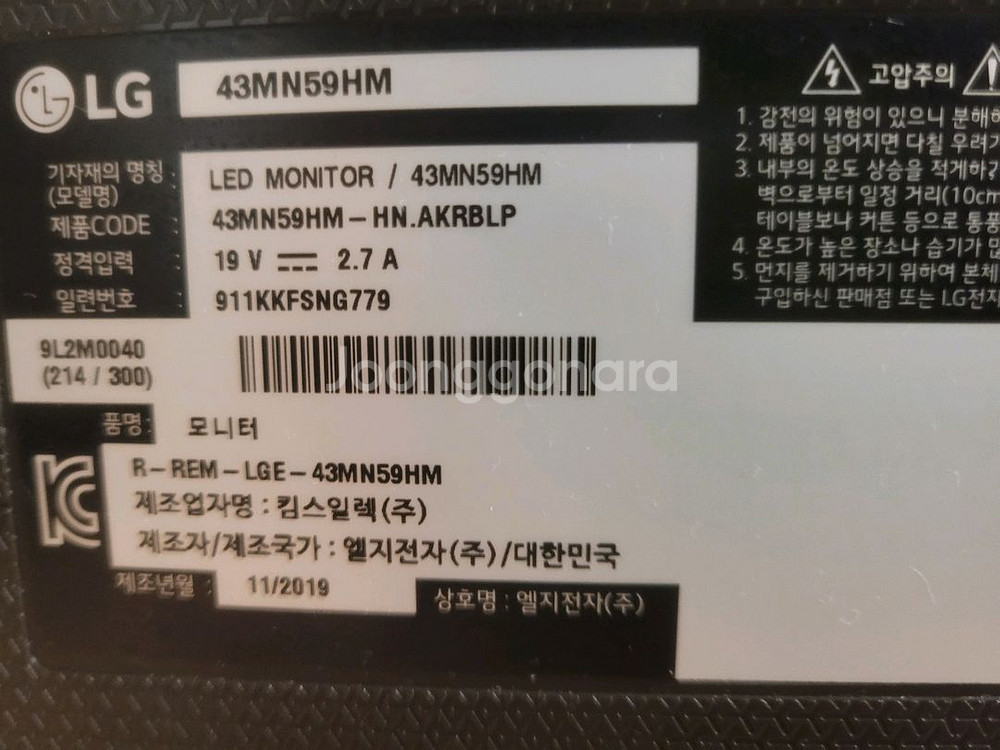 LG
43MN59HM
기자재의 명칭 :
(모델명)
LED MONITOR / 43MN59HM
제품CODE :
43MN59HM-HN.AKRBLP
정격입력 :
19 V 2.7 A
일련번호 :
911KKFSNG779
9L2M0040
(214 / 300)
Joonggonara
품명 :
모니터
R-REM-LGE-43MN59HM
제조업자명 : 킴스일렉(주)
제조자/제조국가 : 엘지전자(주)/대한민국
제조년월 :
11/2019
상호명 : 엘지전자(주)
고압주의
1. 감전의 위험이 있으니 분해하
2. 제품이 넘어지면 다칠 우려가
3. 내부의 온도 상승을 적게하기
벽으로부터 일정 거리(10cm
테이블보나 커튼 등으로 통풍
4. 온도가 높은 장소나 습기가 많
5. 먼지를 제거하기 위하여 본체
구입하신 판매점 또는 LG전자